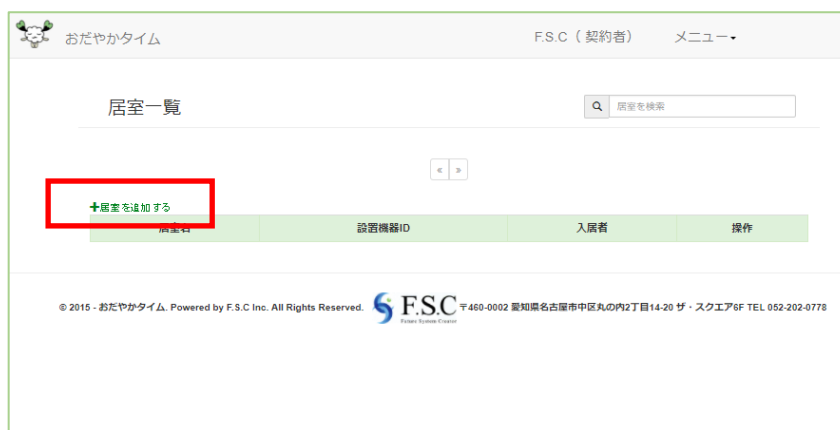 おだやかタイム
F.S.C（ 契約者）
メニュー
居室一覧
居室を検索
« »
+居室を追加する
居室名 設置機器ID 入居者 操作
© 2015 - おだやかタイム. Powered by F.S.C Inc. All Rights Reserved. F.S.C 〒460-0002 愛知県名古屋市中区丸の内2丁目14-20 ザ・スクエア6F TEL 052-202-0778
Future System Creator